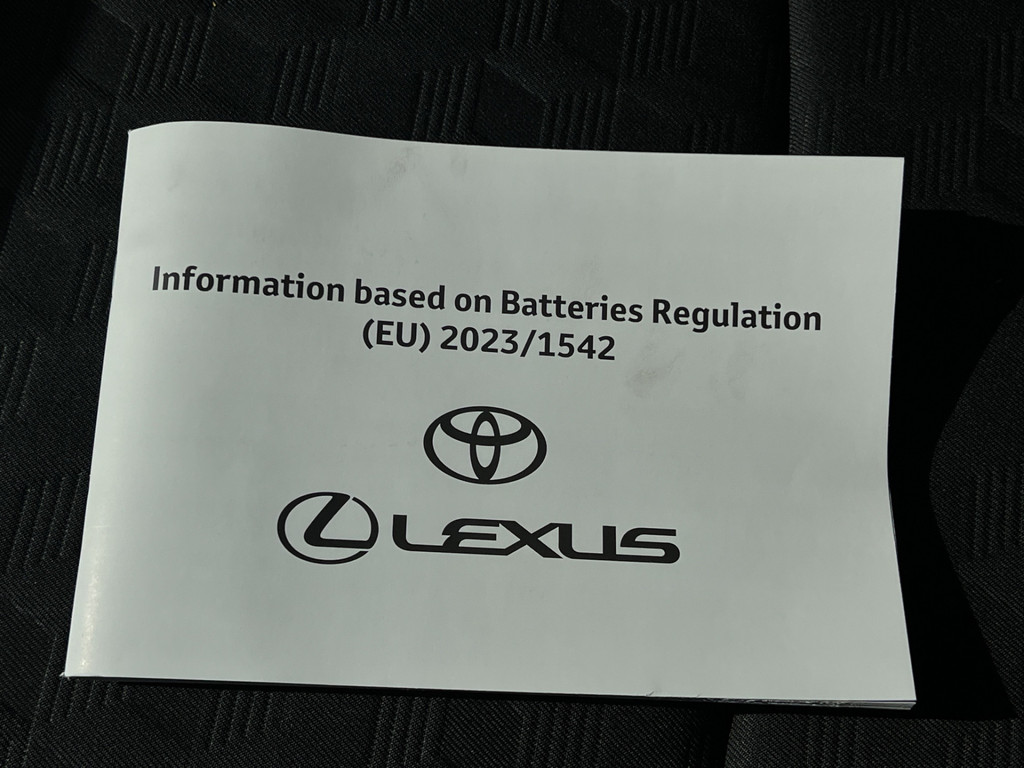 Information based on Batteries Regulation
(EU) 2023/1542
LEXUS